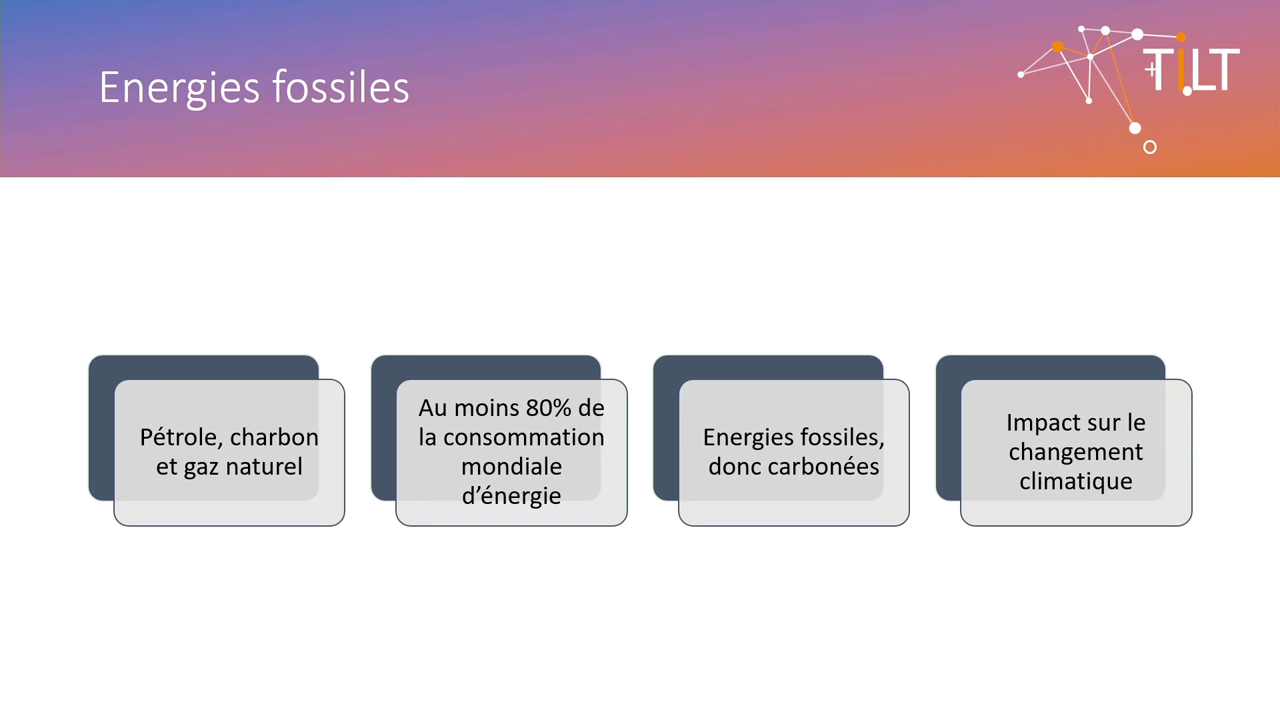 Energies fossiles
+TiLT
Pétrole, charbon
et gaz naturel
Au moins 80% de
la consommation
mondiale
d’énergie
Energies fossiles,
donc carbonées
Impact sur le
changement
climatique